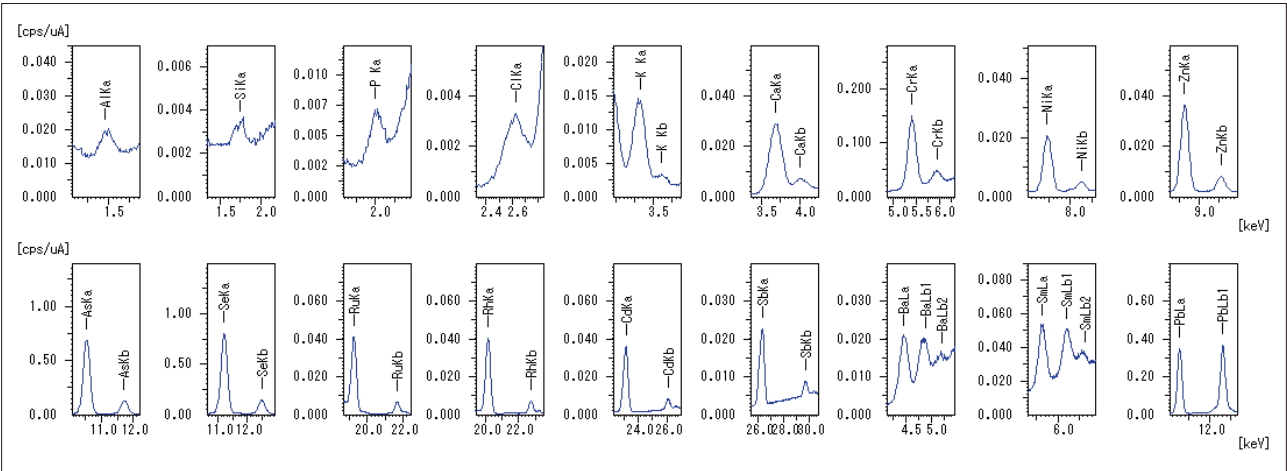 [cps/uA]
0.040 0.030 0.020 0.010 0.000 AlKa 1.5
0.006 0.004 0.002 0.000 SiKa 1.5 2.0
0.010 0.007 0.005 0.002 0.000 P Ka 2.0
0.004 0.002 0.000 ClKa 2.4 2.6
0.020 0.015 0.010 0.005 0.000 K Ka K Kb 3.5
0.040 0.020 0.000 CaKa CaKb 3.5 4.0
0.200 0.100 0.000 CrKa CrKb 5.0 5.5 6.0
0.040 0.020 0.000 NiKa NiKb 8.0
0.040 0.020 0.000 ZnKa ZnKb 9.0
[keV]
[cps/uA]
1.00 0.50 0.00 AsKa AsKb 11.0 12.0
1.00 0.50 0.00 SeKa SeKb 11.0 12.0
0.060 0.040 0.020 0.000 RuKa RuKb 20.0 22.0
0.060 0.040 0.020 0.000 RhKa RhKb 20.0 22.0
0.060 0.040 0.020 0.000 CdKa CdKb 24.0 26.0
0.030 0.020 0.010 0.000 SbKa SbKb 26.0 28.0 30.0
0.030 0.020 0.010 0.000 BaLa BaLb1 BaLb2 4.5 5.0
0.080 0.060 0.040 0.020 0.000 SmLa SmLb1 SmLb2 6.0
0.60 0.40 0.20 0.00 PbLa PbLb1 12.0
[keV]